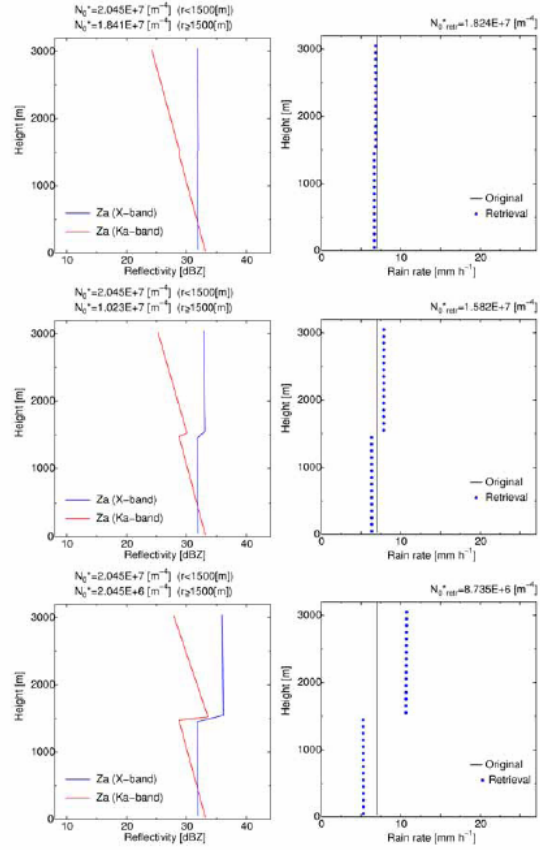 N₀*=2.045E+7 [m⁻⁴] (r<1500[m])
N₀*=1.841E+7 [m⁻⁴] (r≥1500[m])
N₀*retr=1.824E+7 [m⁻⁴]
Height [m]
3000
2000
1000
0
Za (X−band)
Za (Ka−band)
10 20 30 40
Reflectivity [dBZ]
Height [m]
3000
2000
1000
0
Original
Retrieval
0 10 20
Rain rate [mm h⁻¹]
N₀*=2.045E+7 [m⁻⁴] (r<1500[m])
N₀*=1.023E+7 [m⁻⁴] (r≥1500[m])
N₀*retr=1.582E+7 [m⁻⁴]
Height [m]
3000
2000
1000
0
Za (X−band)
Za (Ka−band)
10 20 30 40
Reflectivity [dBZ]
Height [m]
3000
2000
1000
0
Original
Retrieval
0 10 20
Rain rate [mm h⁻¹]
N₀*=2.045E+7 [m⁻⁴] (r<1500[m])
N₀*=2.045E+6 [m⁻⁴] (r≥1500[m])
N₀*retr=8.735E+6 [m⁻⁴]
Height [m]
3000
2000
1000
0
Za (X−band)
Za (Ka−band)
10 20 30 40
Reflectivity [dBZ]
Height [m]
3000
2000
1000
0
Original
Retrieval
0 10 20
Rain rate [mm h⁻¹]